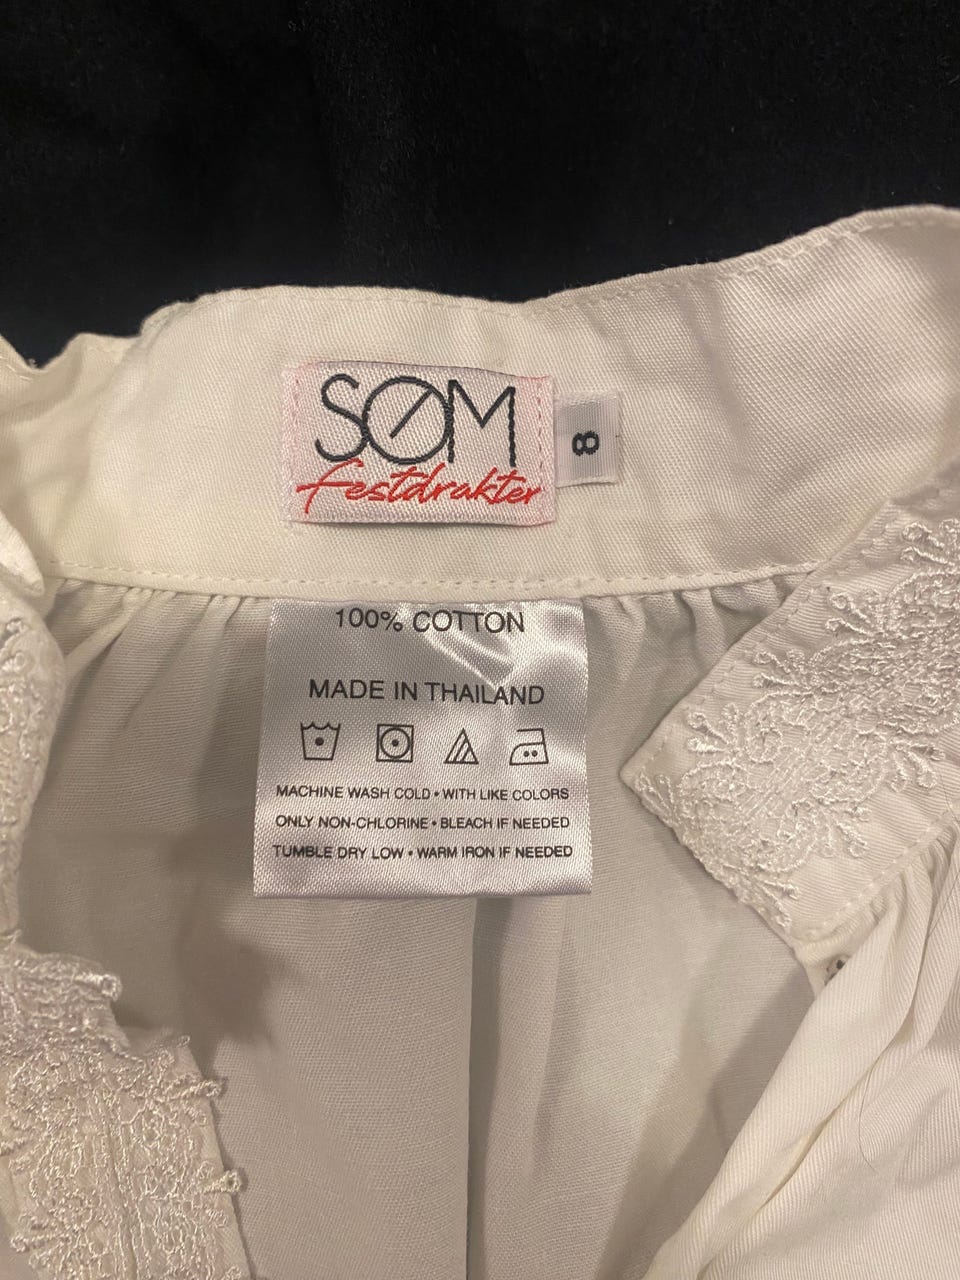 SØM
festdrakter
8
100% COTTON
MADE IN THAILAND
MACHINE WASH COLD • WITH LIKE COLORS
ONLY NON-CHLORINE • BLEACH IF NEEDED
TUMBLE DRY LOW • WARM IRON IF NEEDED